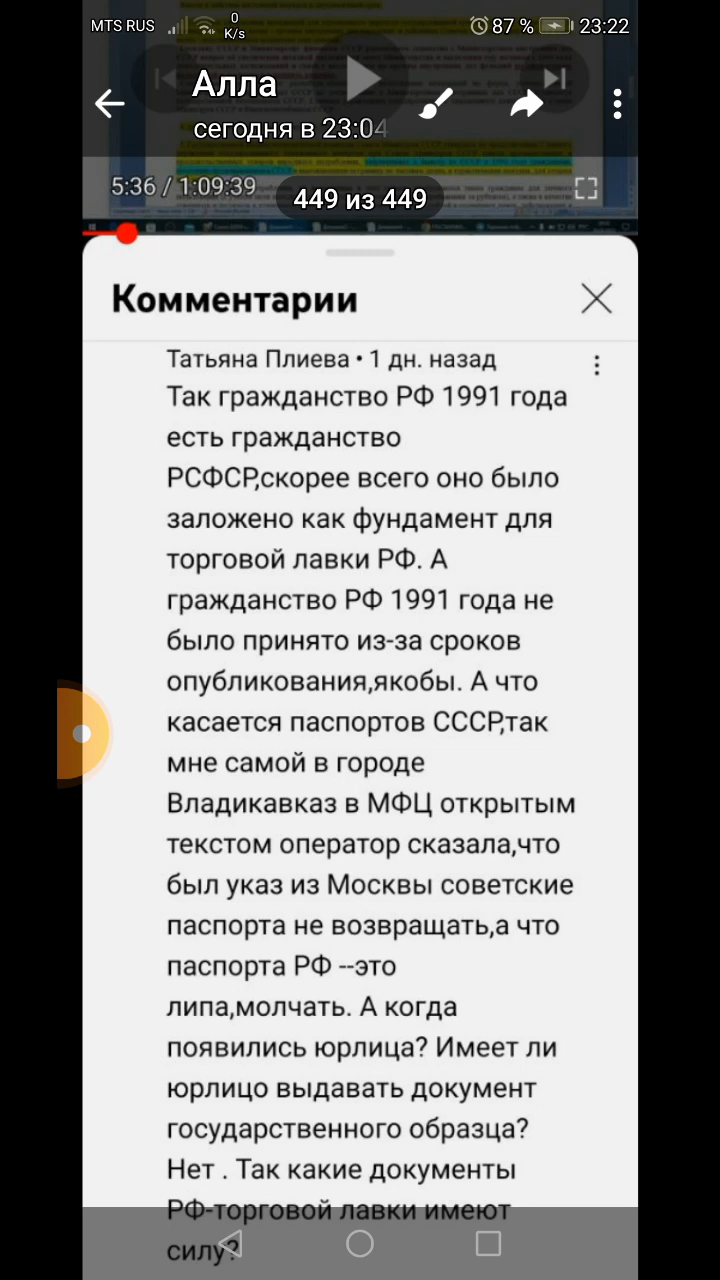 MTS RUS 0 K/s 87 % 23:22
Алла
сегодня в 23:04
5:36 / 1:09:39
449 из 449
Комментарии
Татьяна Плиева • 1 дн. назад
Так гражданство РФ 1991 года
есть гражданство
РСФСР,скорее всего оно было
заложено как фундамент для
торговой лавки РФ. А
гражданство РФ 1991 года не
было принято из-за сроков
опубликования,якобы. А что
касается паспортов СССР,так
мне самой в городе
Владикавказ в МФЦ открытым
текстом оператор сказала,что
был указ из Москвы советские
паспорта не возвращать,а что
паспорта РФ --это
липа,молчать. А когда
появились юрлица? Имеет ли
юрлицо выдавать документ
государственного образца?
Нет . Так какие документы
РФ-торговой лавки имеют
силу?